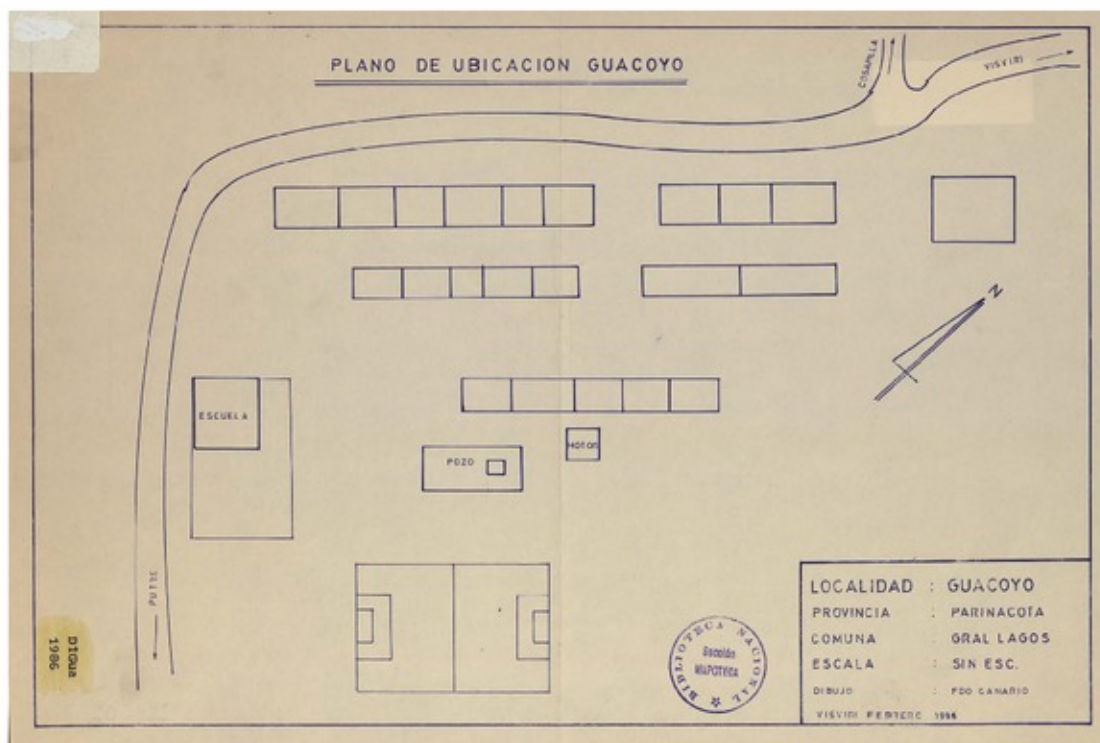 PLANO DE UBICACION GUACOYO
COSAPILLA
VISVIRI
N
ESCUELA
MOTOR
POZO
PUTRE
LOCALIDAD : GUACOYO
PROVINCIA : PARINACOTA
COMUNA : GRAL LAGOS
ESCALA : SIN ESC.
DIBUJO : FDO CANARIO
VISVIRI FEBRERO 1986
BIBLIOTECA NACIONAL
Sección
MAPOTECA
DIGua
1986